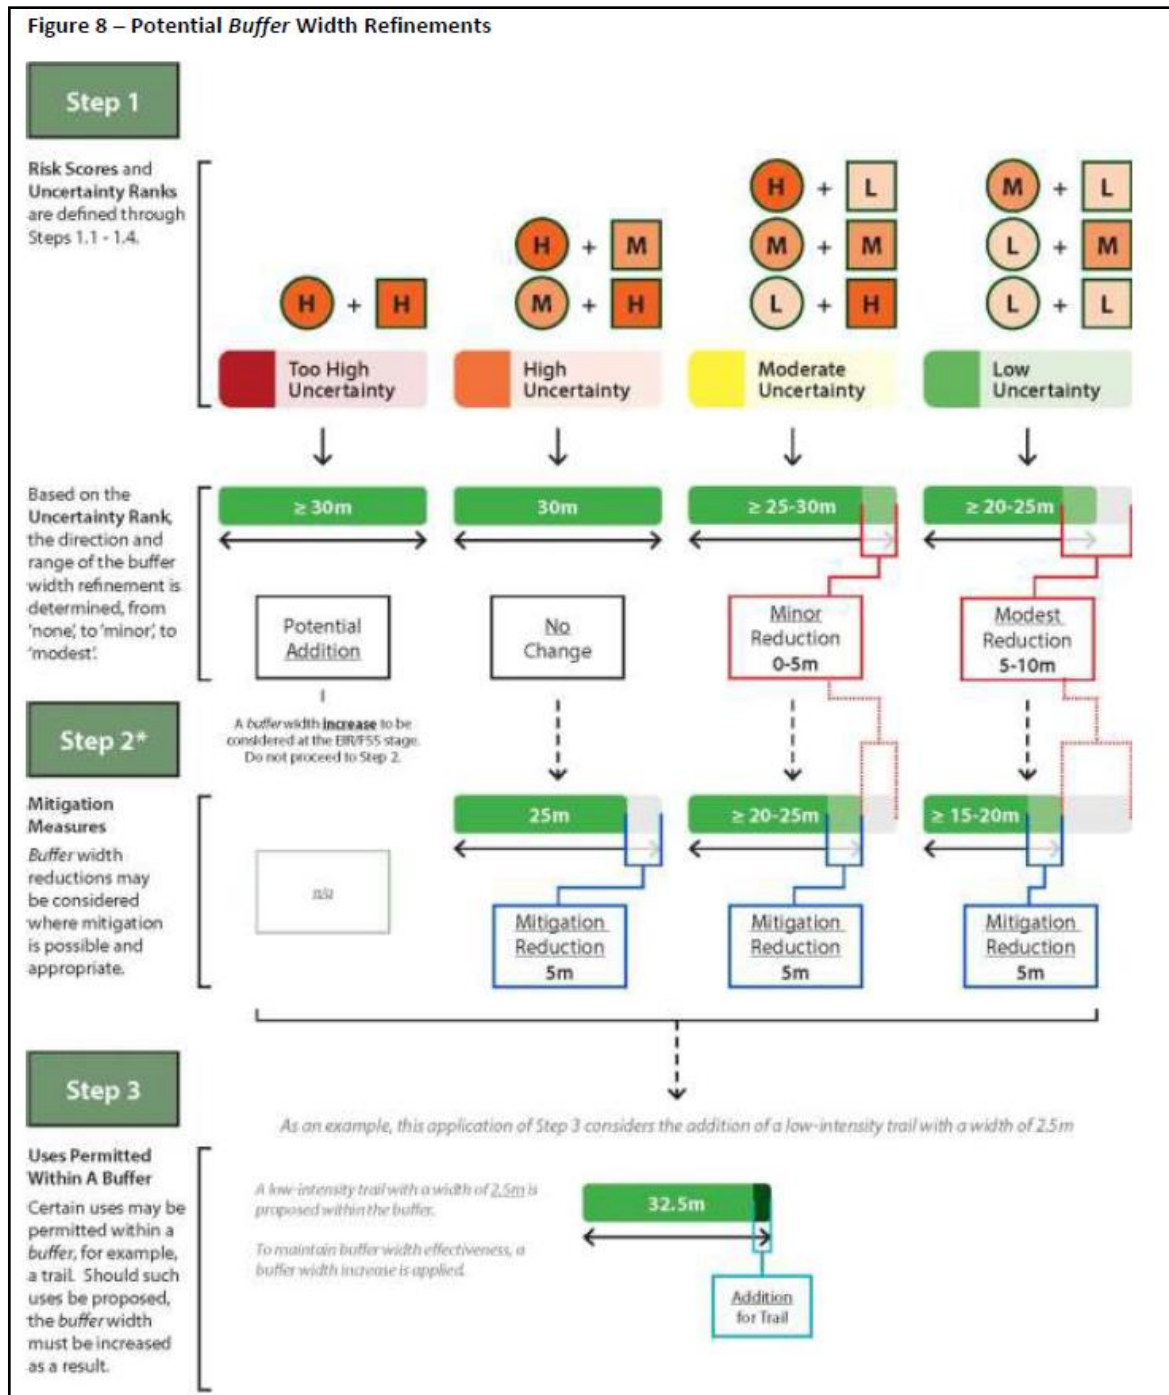 Figure 8 – Potential Buffer Width Refinements
Step 1
Risk Scores and
Uncertainty Ranks
are defined through
Steps 1.1 - 1.4.
H + L
M + L
H + M
M + M
L + M
H + H
M + H
L + H
L + L
Too High
Uncertainty
High
Uncertainty
Moderate
Uncertainty
Low
Uncertainty
Based on the
Uncertainty Rank,
the direction and
range of the buffer
width refinement is
determined, from
‘none’, to ‘minor’, to
‘modest’.
≥ 30m
30m
≥ 25-30m
≥ 20-25m
Potential
Addition
No
Change
Minor
Reduction
0-5m
Modest
Reduction
5-10m
A buffer width increase to be
considered at the EIR/FSS stage.
Do not proceed to Step 2.
Step 2*
Mitigation
Measures
Buffer width
reductions may
be considered
where mitigation
is possible and
appropriate.
25m
≥ 20-25m
≥ 15-20m
n/a
Mitigation
Reduction
5m
Mitigation
Reduction
5m
Mitigation
Reduction
5m
Step 3
As an example, this application of Step 3 considers the addition of a low-intensity trail with a width of 2.5m
Uses Permitted
Within A Buffer
Certain uses may be
permitted within a
buffer, for example,
a trail. Should such
uses be proposed,
the buffer width
must be increased
as a result.
A low-intensity trail with a width of 2.5m is
proposed within the buffer.
To maintain buffer width effectiveness, a
buffer width increase is applied.
32.5m
Addition
for Trail